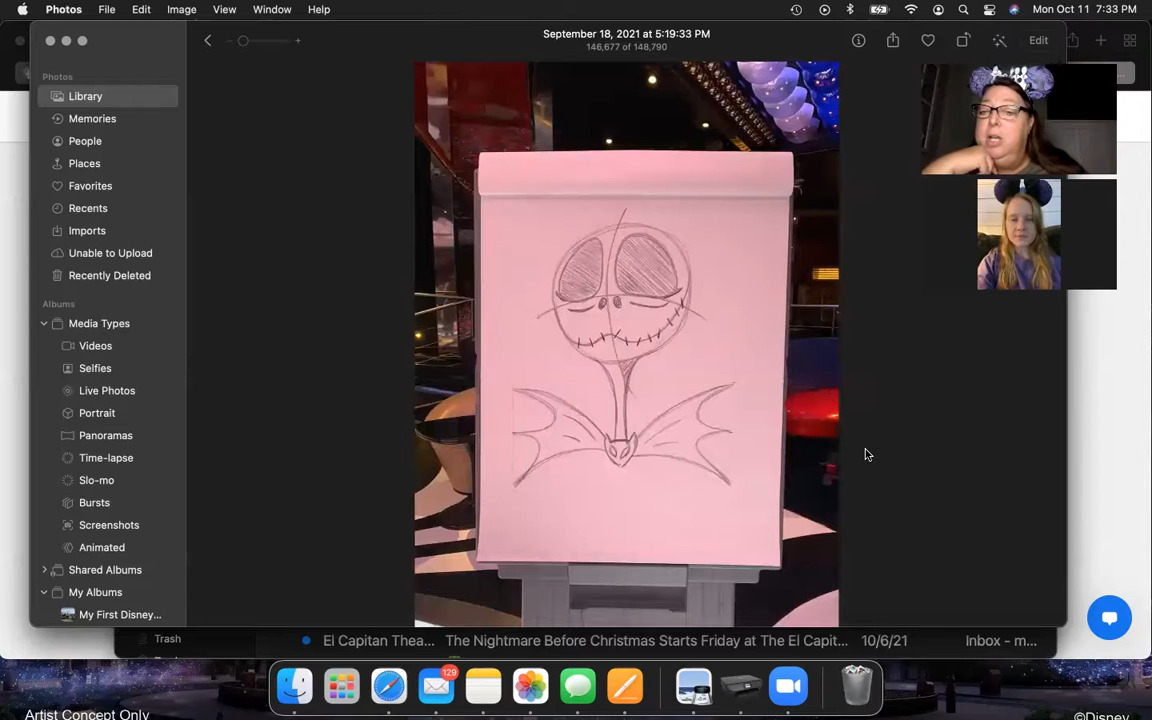 Photos File Edit Image View Window Help Mon Oct 11 7:33 PM
September 18, 2021 at 5:19:33 PM
146,677 of 148,790
Edit
Photos
Library
Memories
People
Places
Favorites
Recents
Imports
Unable to Upload
Recently Deleted
Albums
Media Types
Videos
Selfies
Live Photos
Portrait
Panoramas
Time-lapse
Slo-mo
Bursts
Screenshots
Animated
Shared Albums
My Albums
My First Disney...
Trash
El Capitan Thea... The Nightmare Before Christmas Starts Friday at The El Capit... 10/6/21 Inbox - m...
129
Artist Concept Only
©Disney